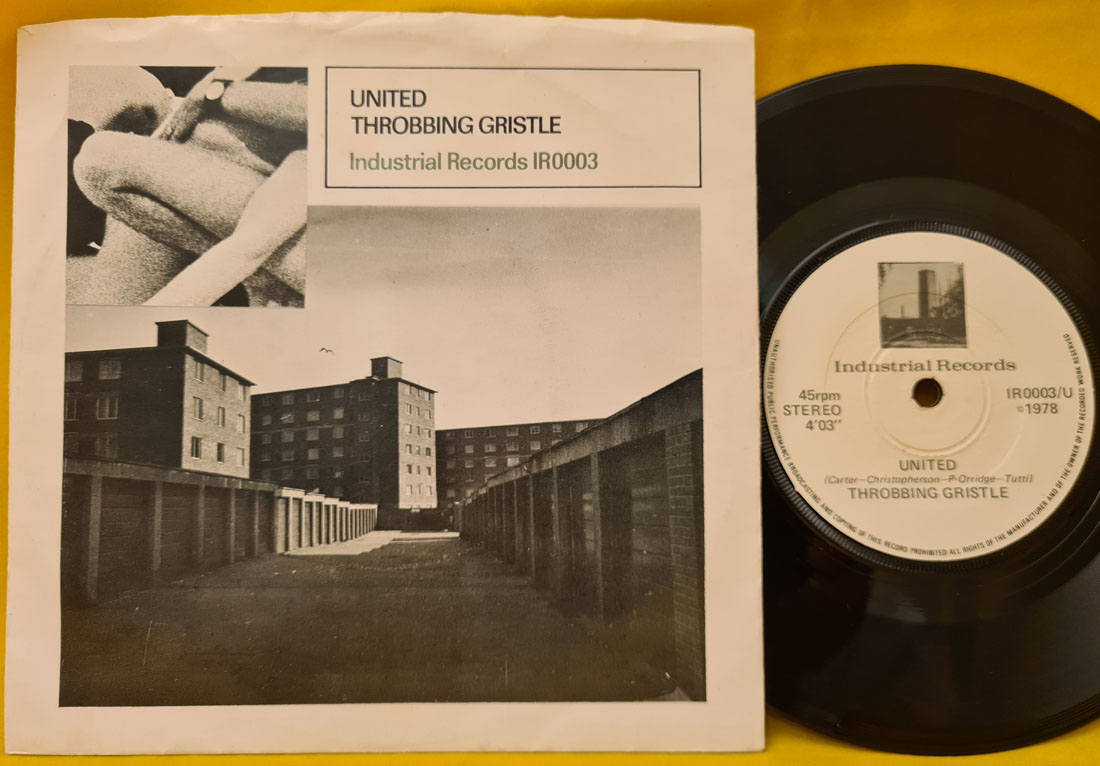 UNITED
THROBBING GRISTLE
Industrial Records IR0003
Industrial Records
45rpm
STEREO
4'03"
IR0003/U
©1978
UNITED
(Carter—Christopherson—P-Orridge—Tutti)
THROBBING GRISTLE
UNAUTHORISED PUBLIC PERFORMANCE BROADCASTING AND COPYING OF THIS RECORD PROHIBITED ALL RIGHTS OF THE MANUFACTURER AND OF THE OWNER OF THE RECORDED WORK RESERVED